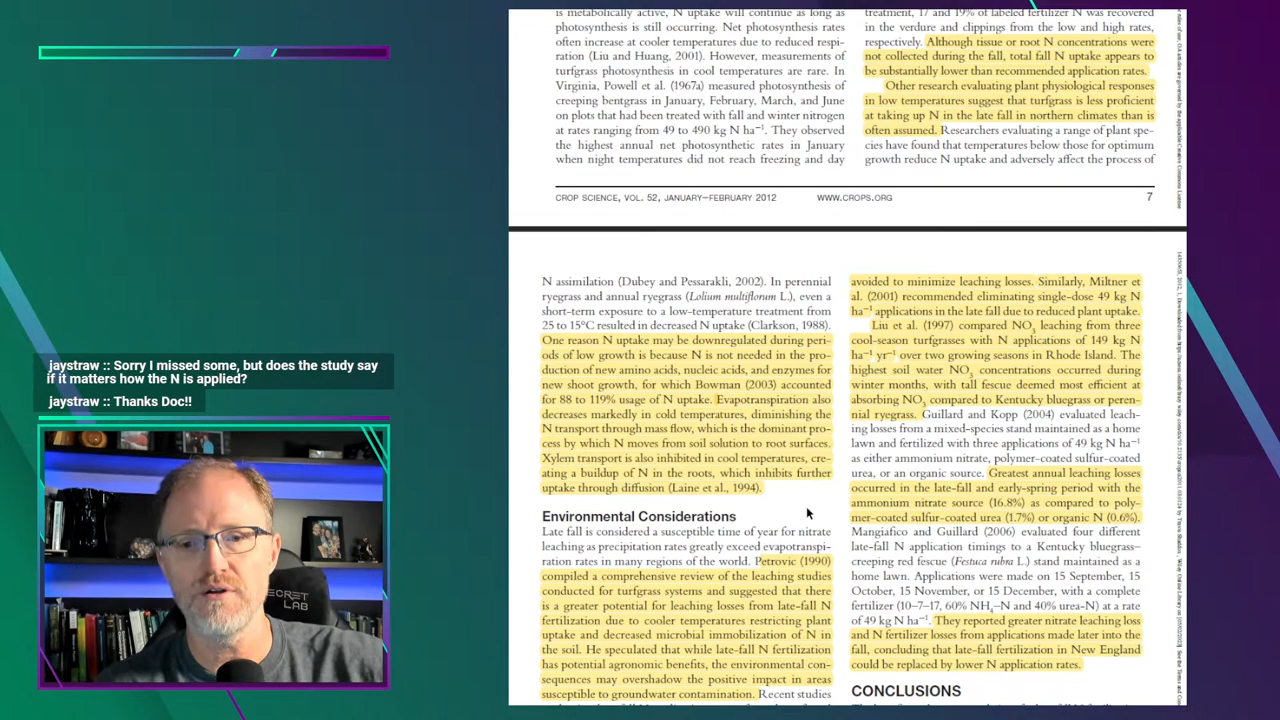 is metabolically active, N uptake will continue as long as
photosynthesis is still occurring. Net photosynthesis rates
often increase at cooler temperatures due to reduced respi-
ration (Liu and Huang, 2001). However, measurements of
turfgrass photosynthesis in cool temperatures are rare. In
Virginia, Powell et al. (1967a) measured photosynthesis of
creeping bentgrass in January, February, March, and June
on plots that had been treated with fall and winter nitrogen
at rates ranging from 49 to 490 kg N ha⁻¹. They observed
the highest annual net photosynthetic rates in January
when night temperatures did not reach freezing and day
treatment, 17 and 19% of labeled fertilizer N was recovered
in the verdure and clippings from the low and high rates,
respectively. Although tissue or root N concentrations were
not collected during the fall, total fall N uptake appears to
be substantially lower than recommended application rates.
Other research evaluating plant physiological responses
in low temperatures suggest that turfgrass is less proficient
at taking up N in the late fall in northern climates than is
often assumed. Researchers evaluating a range of plant spe-
cies have found that temperatures below those for optimum
growth reduce N uptake and adversely affect the process of
CROP SCIENCE, VOL. 52, JANUARY–FEBRUARY 2012 WWW.CROPS.ORG 7
N assimilation (Dubey and Pessarakli, 2002). In perennial
ryegrass and annual ryegrass (Lolium multiflorum L.), even a
short-term exposure to a low-temperature treatment from
25 to 15°C resulted in decreased N uptake (Clarkson, 1988).
One reason N uptake may be downregulated during peri-
ods of low growth is because N is not needed in the pro-
duction of new amino acids, nucleic acids, and enzymes for
new shoot growth, for which Bowman (2003) accounted
for 88 to 119% usage of N uptake. Evapotranspiration also
decreases markedly in cold temperatures, diminishing the
N transport through mass flow, which is the dominant pro-
cess by which N moves from soil solution to root surfaces.
Xylem transport is also inhibited in cool temperatures, cre-
ating a buildup of N in the roots, which inhibits further
uptake through diffusion (Laine et al., 1994).
Environmental Considerations
Late fall is considered a susceptible time of year for nitrate
leaching as precipitation rates greatly exceed evapotranspi-
ration rates in many regions of the world. Petrovic (1990)
compiled a comprehensive review of the leaching studies
conducted for turfgrass systems and suggested that there
is a greater potential for leaching losses from late-fall N
fertilization due to cooler temperatures restricting plant
uptake and decreased microbial immobilization of N in
the soil. He speculated that while late-fall N fertilization
has potential agronomic benefits, the environmental con-
sequences may overshadow the positive impact in areas
susceptible to groundwater contamination. Recent studies
avoided to minimize leaching losses. Similarly, Miltner et
al. (2001) recommended eliminating single-dose 49 kg N
ha⁻¹ applications in the late fall due to reduced plant uptake.
Liu et al. (1997) compared NO₃ leaching from three
cool-season turfgrasses with N applications of 149 kg N
ha⁻¹ yr⁻¹ over two growing seasons in Rhode Island. The
highest soil water NO₃ concentrations occurred during
winter months, with tall fescue deemed most efficient at
absorbing NO₃ compared to Kentucky bluegrass or peren-
nial ryegrass. Guillard and Kopp (2004) evaluated leach-
ing losses from a mixed-species stand maintained as a home
lawn and fertilized with three applications of 49 kg N ha⁻¹
as either ammonium nitrate, polymer-coated sulfur-coated
urea, or an organic source. Greatest annual leaching losses
occurred in the late-fall and early-spring period with the
ammonium nitrate source (16.8%) as compared to poly-
mer-coated sulfur-coated urea (1.7%) or organic N (0.6%).
Mangiafico and Guillard (2006) evaluated four different
late-fall N application timings to a Kentucky bluegrass–
creeping red fescue (Festuca rubra L.) stand maintained as a
home lawn. Applications were made on 15 September, 15
October, 15 November, or 15 December, with a complete
fertilizer (10–7–17, 60% NH₄–N and 40% urea-N) at a rate
of 49 kg N ha⁻¹. They reported greater nitrate leaching loss
and N fertilizer losses from applications made later into the
fall, concluding that late-fall fertilization in New England
could be replaced by lower N application rates.
CONCLUSIONS
jaystraw :: Sorry I missed some, but does the study say
if it matters how the N is applied?
jaystraw :: Thanks Doc!!
SECRET
LAB